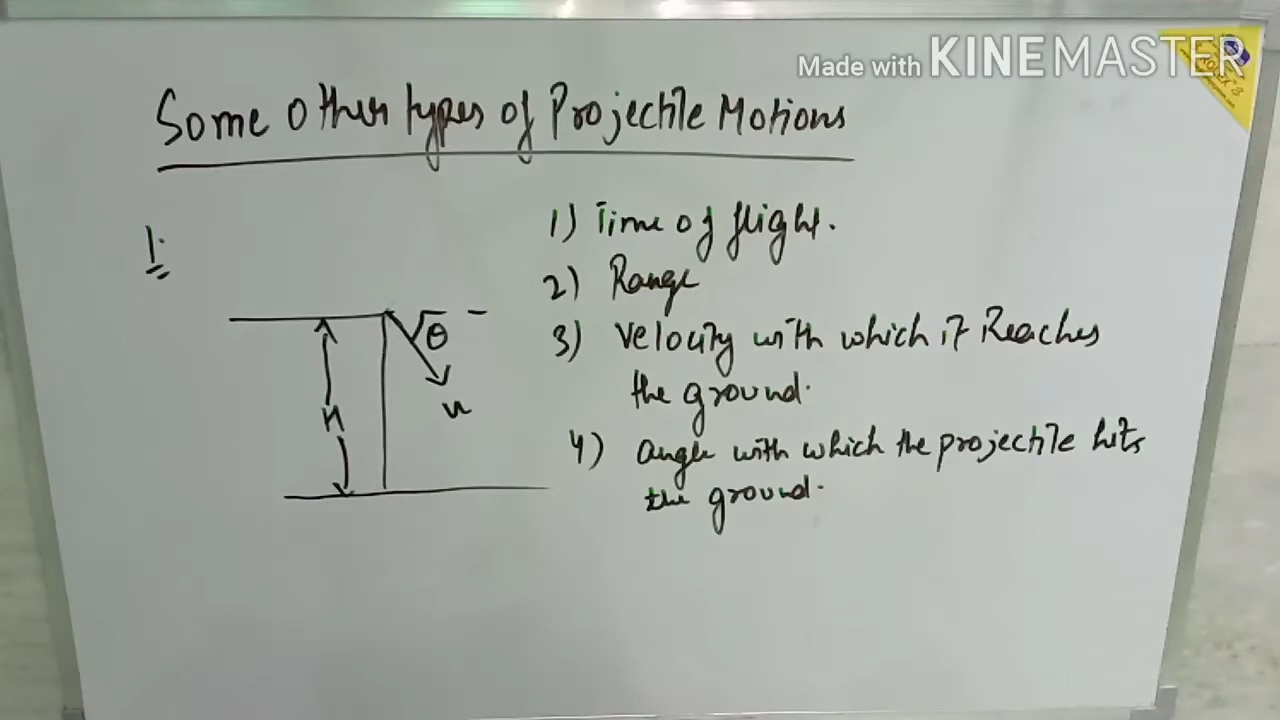 Made with KINEMASTER
Some Other types of Projectile Motions
1.
1) Time of flight.
2) Range
3) velocity with which it Reaches
the ground.
4) angle with which the projectile hits
the ground.
θ
H
u